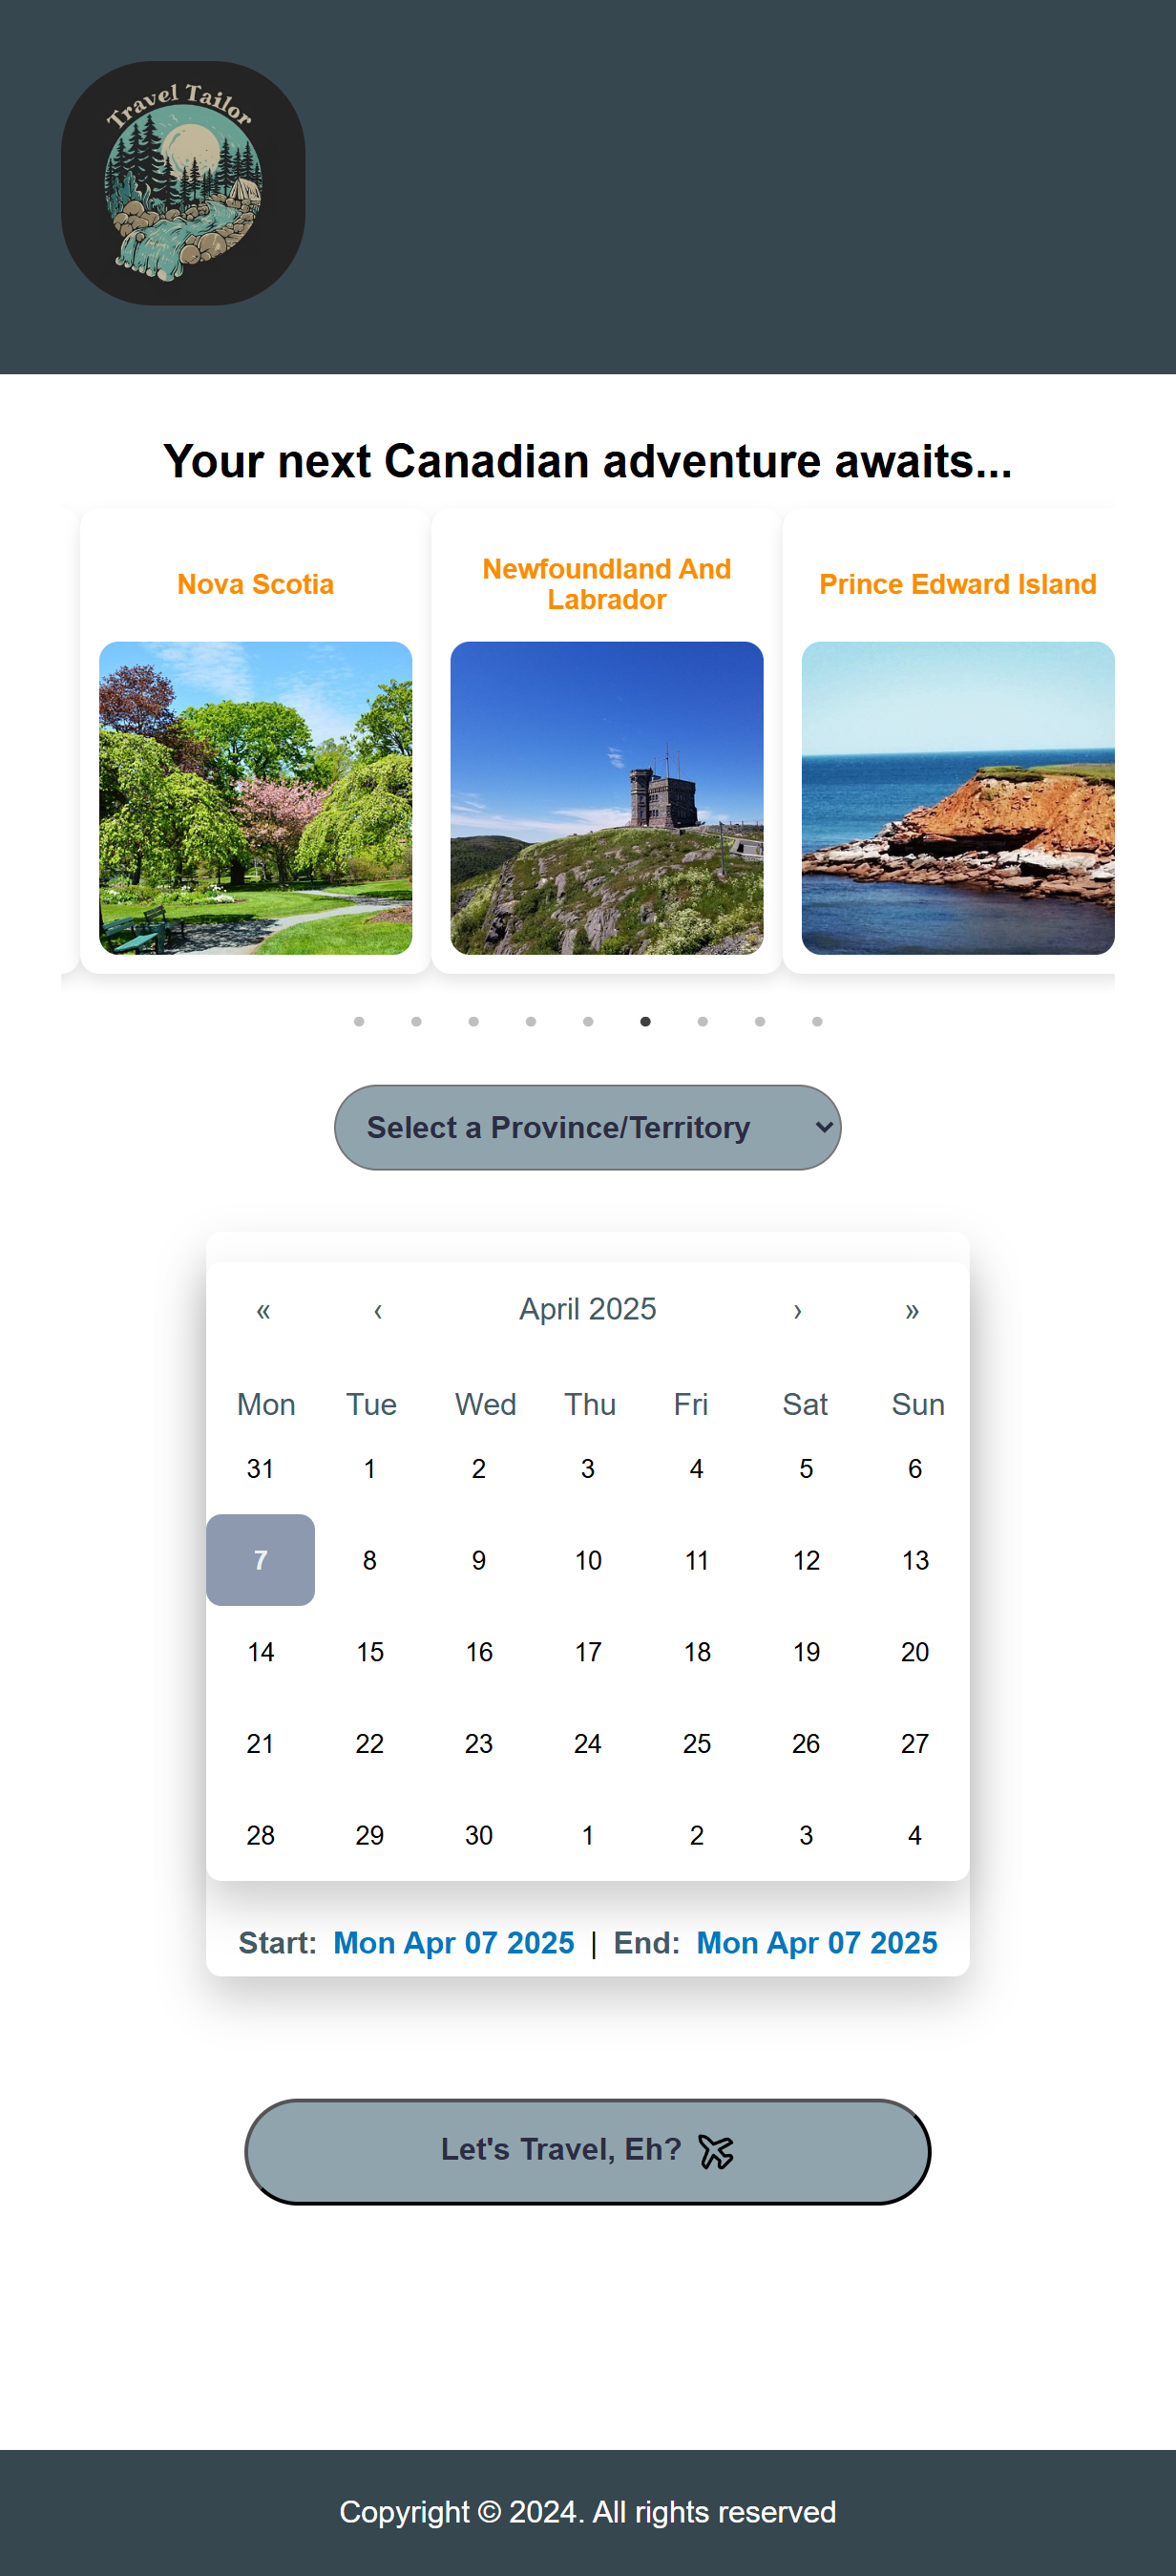 Travel Tailor
Your next Canadian adventure awaits...
Nova Scotia
Newfoundland And
Labrador
Prince Edward Island
Select a Province/Territory
« ‹ April 2025 › »
Mon Tue Wed Thu Fri Sat Sun
31 1 2 3 4 5 6
7 8 9 10 11 12 13
14 15 16 17 18 19 20
21 22 23 24 25 26 27
28 29 30 1 2 3 4
Start: Mon Apr 07 2025 | End: Mon Apr 07 2025
Let's Travel, Eh?
Copyright © 2024. All rights reserved